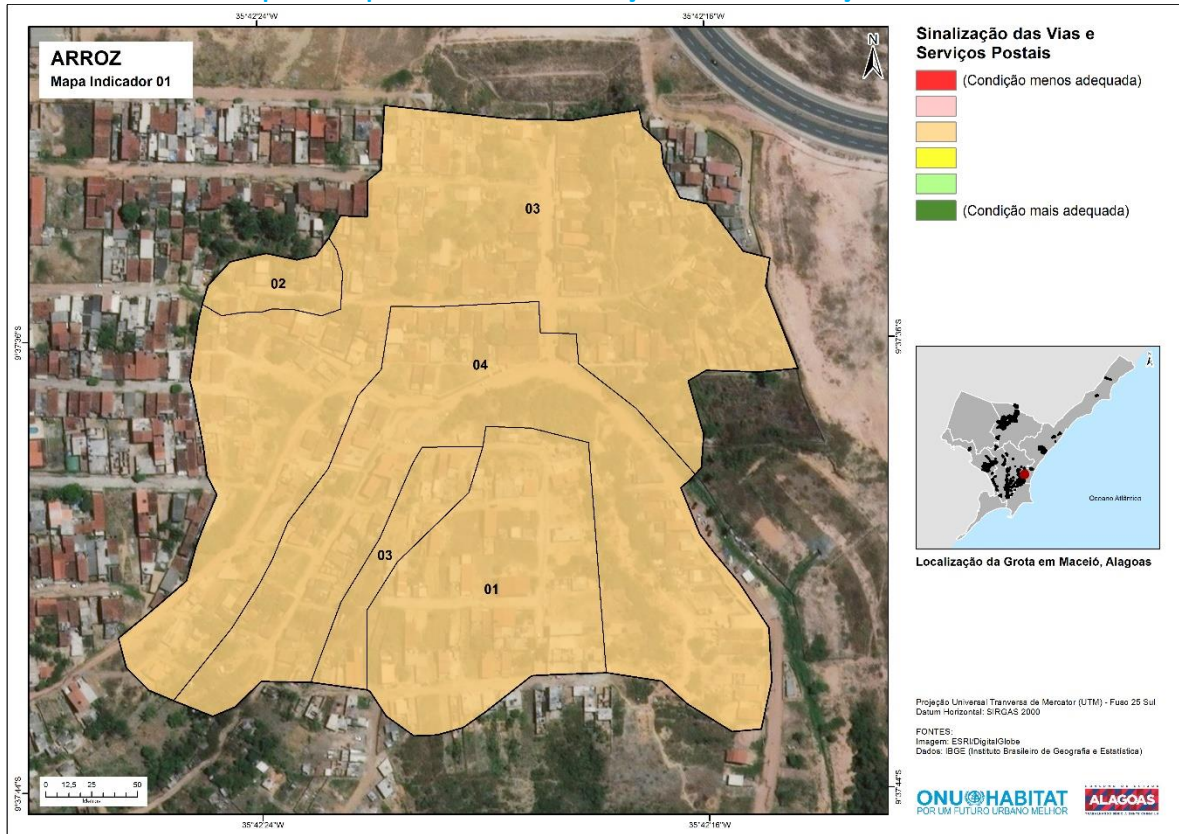 35°42'24"W
35°42'16"W
ARROZ
Mapa Indicador 01
N
Sinalização das Vias e
Serviços Postais
(Condição menos adequada)
(Condição mais adequada)
03
02
04
03
01
9°37'36"S
9°37'36"S
Oceano Atlântico
Localização da Grota em Maceió, Alagoas
Projeção Universal Tranversa de Mercator (UTM) - Fuso 25 Sul
Datum Horizontal: SIRGAS 2000
FONTES:
Imagem: ESRI/DigitalGlobe
Dados: IBGE (Instituto Brasileiro de Geografia e Estatística)
0 12,5 25 50
Metros
9°37'44"S
9°37'44"S
35°42'24"W
35°42'16"W
ONU HABITAT
POR UM FUTURO URBANO MELHOR
ALAGOAS